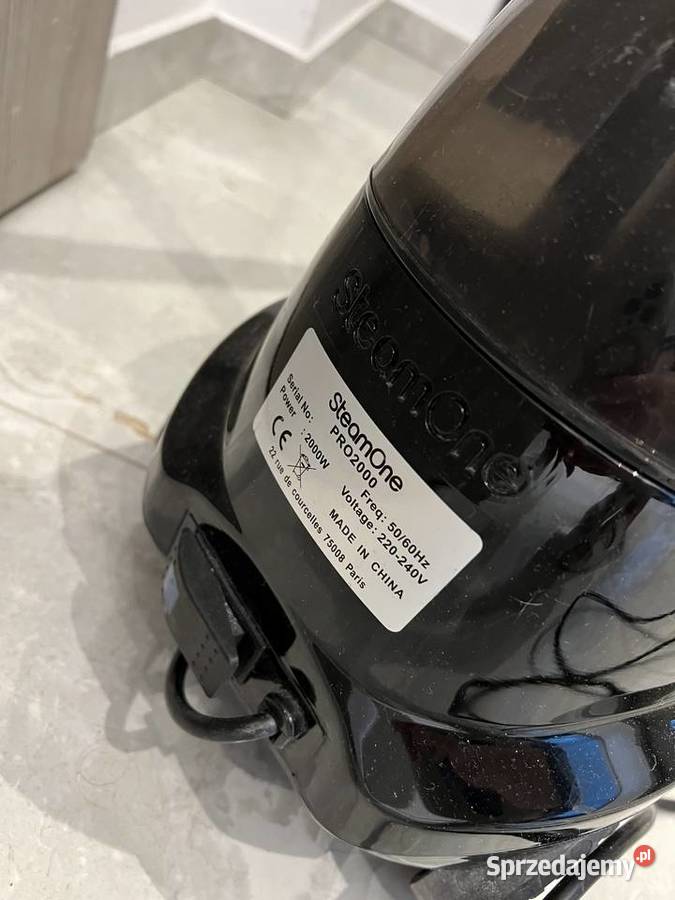 SteamOne
SteamOne
PRO2000
Serial No:
Freq: 50/60Hz
Power : 2000W
Voltage: 220-240V
CE
MADE IN CHINA
22 rue de courcelles 75008 Paris
Sprzedajemy.pl